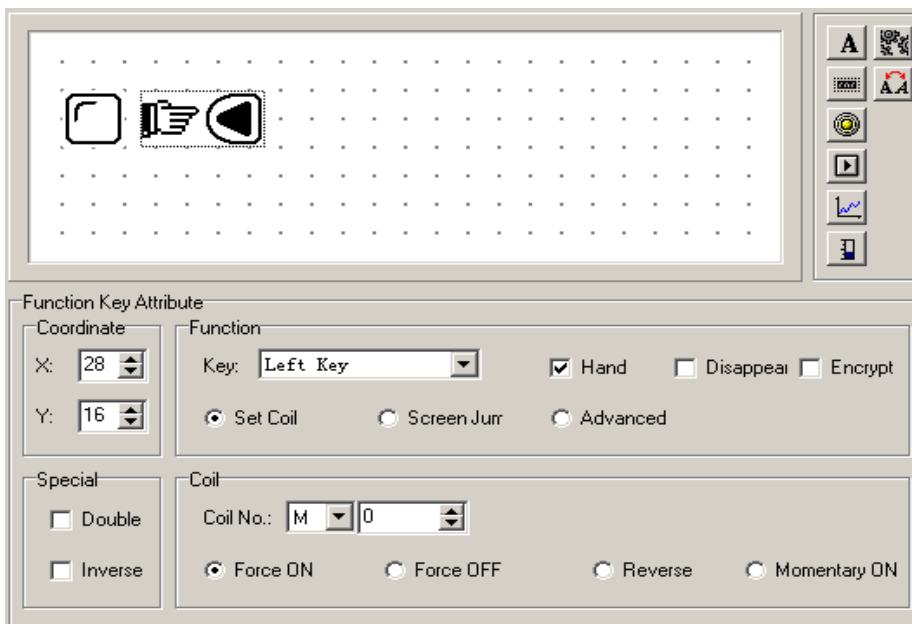 A
A A
Function Key Attribute
Coordinate
Function
X: 28
Key: Left Key
Hand
Disappear
Encrypt
Y: 16
Set Coil
Screen Jum
Advanced
Special
Coil
Double
Coil No.: M 0
Inverse
Force ON
Force OFF
Reverse
Momentary ON